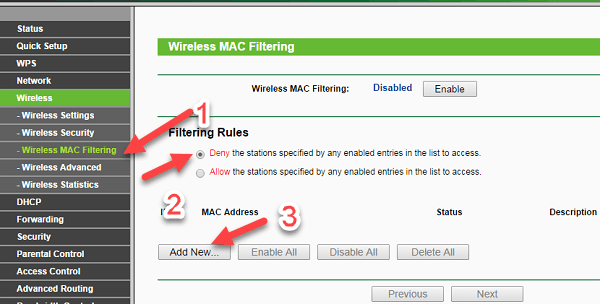 Status
Quick Setup
WPS
Network
Wireless
- Wireless Settings
- Wireless Security
- Wireless MAC Filtering
- Wireless Advanced
- Wireless Statistics
DHCP
Forwarding
Security
Parental Control
Access Control
Advanced Routing
Wireless MAC Filtering
Wireless MAC Filtering: Disabled Enable
1
Filtering Rules
Deny the stations specified by any enabled entries in the list to access.
Allow the stations specified by any enabled entries in the list to access.
2
3
MAC Address Status Description
Add New... Enable All Disable All Delete All
Previous Next